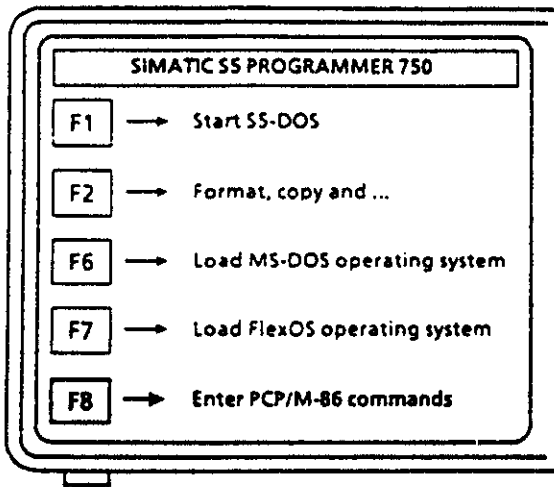 SIMATIC S5 PROGRAMMER 750
F1 → Start S5-DOS
F2 → Format, copy and ...
F6 → Load MS-DOS operating system
F7 → Load FlexOS operating system
F8 → Enter PCP/M-86 commands